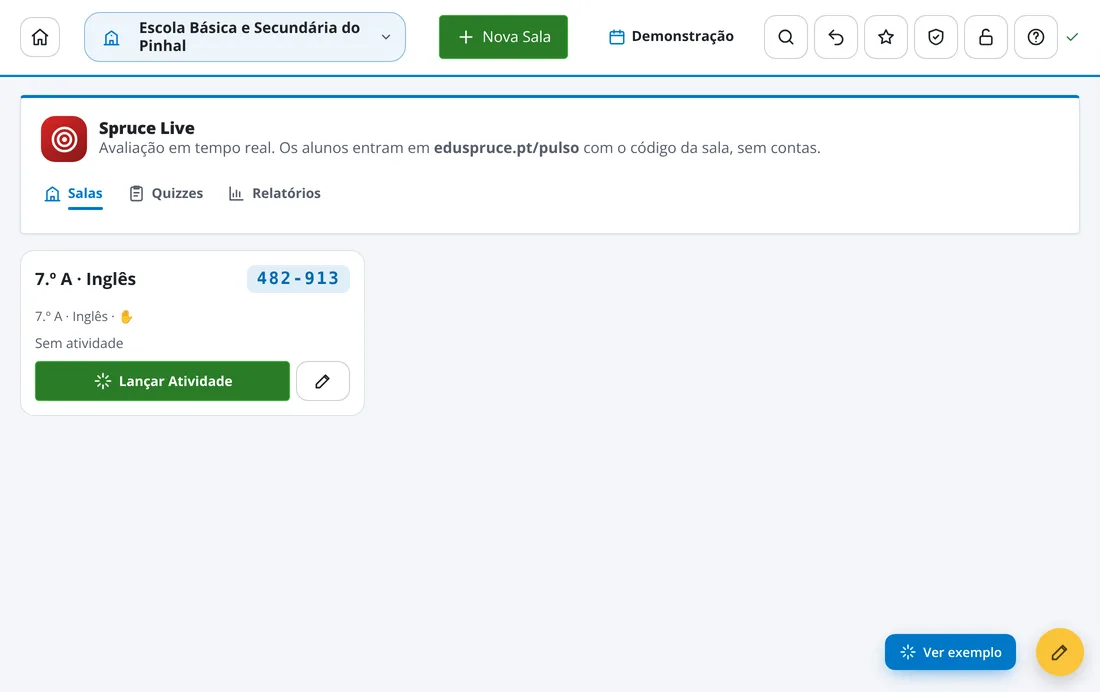 Escola Básica e Secundária do
Pinhal
Nova Sala
Demonstração
Spruce Live
Avaliação em tempo real. Os alunos entram em eduspruce.pt/pulso com o código da sala, sem contas.
Salas
Quizzes
Relatórios
7.º A · Inglês
482-913
7.º A · Inglês · ✋
Sem atividade
Lançar Atividade
Ver exemplo